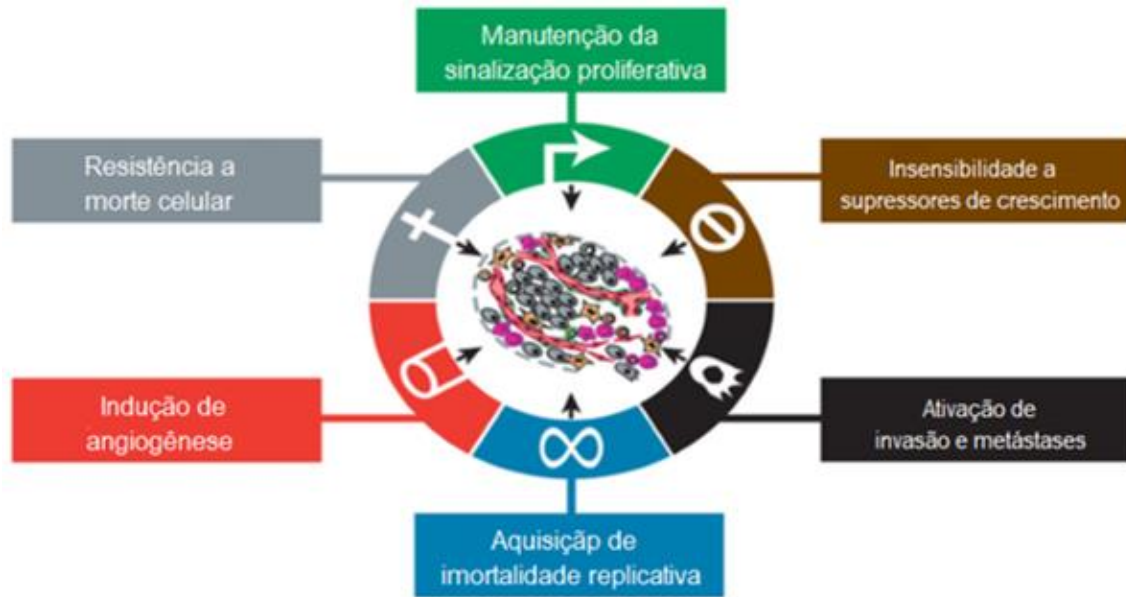 Manutenção da
sinalização proliferativa
Resistência a
morte celular
Insensibilidade a
supressores de crescimento
Indução de
angiogênese
Ativação de
invasão e metástases
Aquisiçãp de
imortalidade replicativa